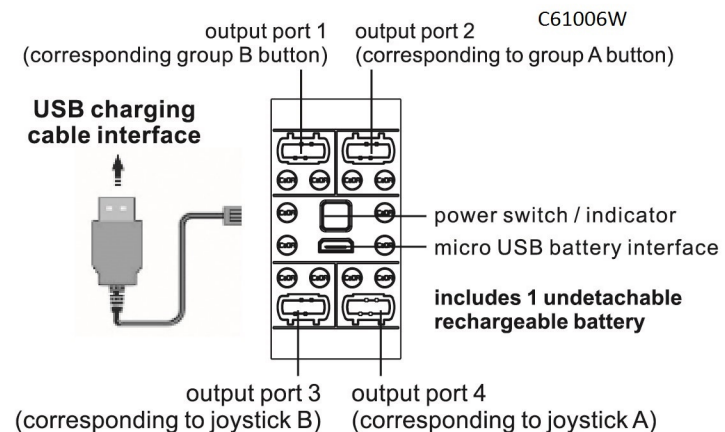 C61006W
output port 1
(corresponding group B button)
output port 2
(corresponding to group A button)
USB charging
cable interface
power switch / indicator
micro USB battery interface
includes 1 undetachable
rechargeable battery
output port 3
(corresponding to joystick B)
output port 4
(corresponding to joystick A)